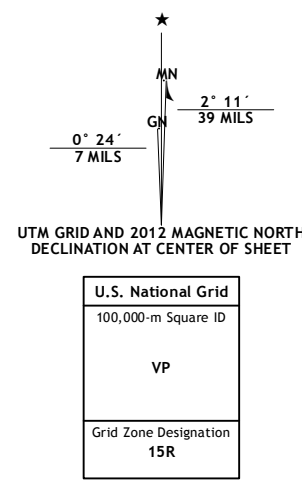 ★
MN
GN
2° 11´
39 MILS
0° 24´
7 MILS
UTM GRID AND 2012 MAGNETIC NORTH
DECLINATION AT CENTER OF SHEET
U.S. National Grid
100,000-m Square ID
VP
Grid Zone Designation
15R